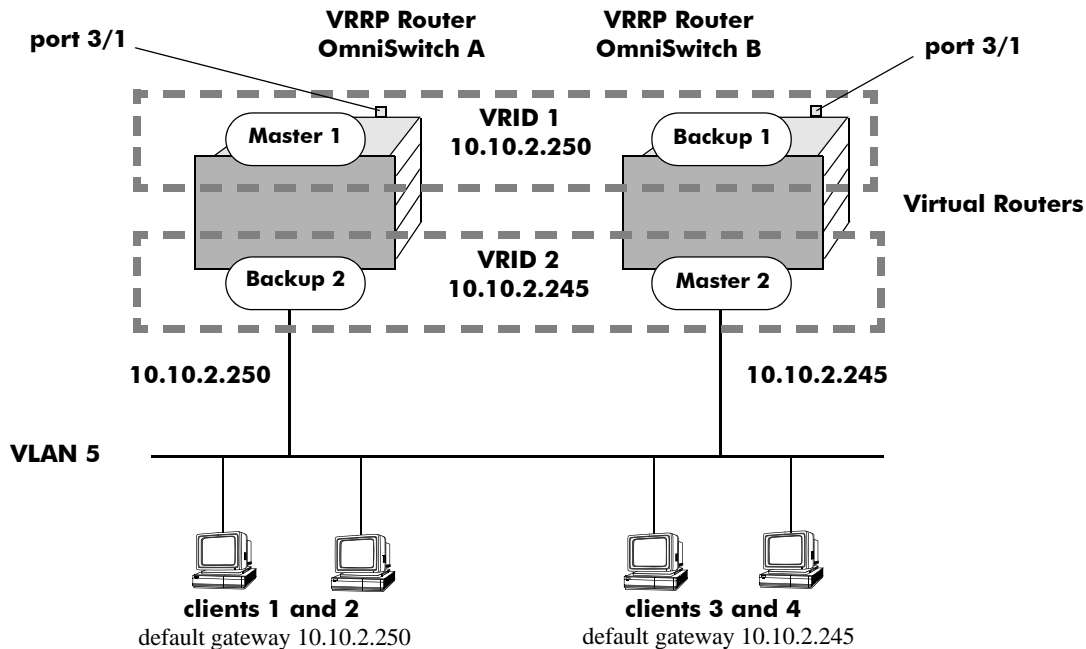 VRRP Router
OmniSwitch A
VRRP Router
OmniSwitch B
port 3/1
port 3/1
Master 1
VRID 1
10.10.2.250
Backup 1
Virtual Routers
Backup 2
VRID 2
10.10.2.245
Master 2
10.10.2.250
10.10.2.245
VLAN 5
clients 1 and 2
default gateway 10.10.2.250
clients 3 and 4
default gateway 10.10.2.245